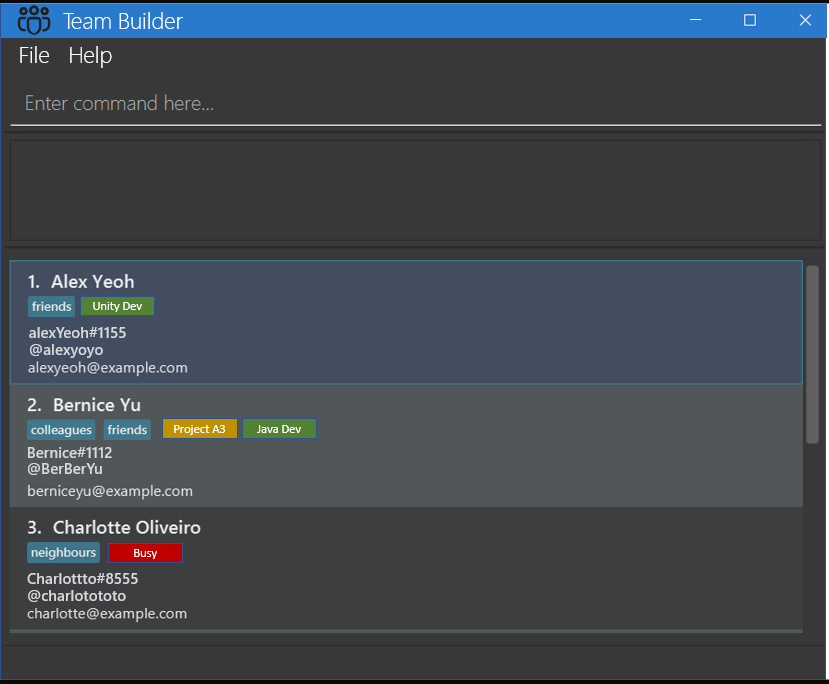 Team Builder
File Help
Enter command here...
1. Alex Yeoh
friends Unity Dev
alexYeoh#1155
@alexyoyo
alexyeoh@example.com
2. Bernice Yu
colleagues friends Project A3 Java Dev
Bernice#1112
@BerBerYu
berniceyu@example.com
3. Charlotte Oliveiro
neighbours Busy
Charlottto#8555
@charlotototo
charlotte@example.com